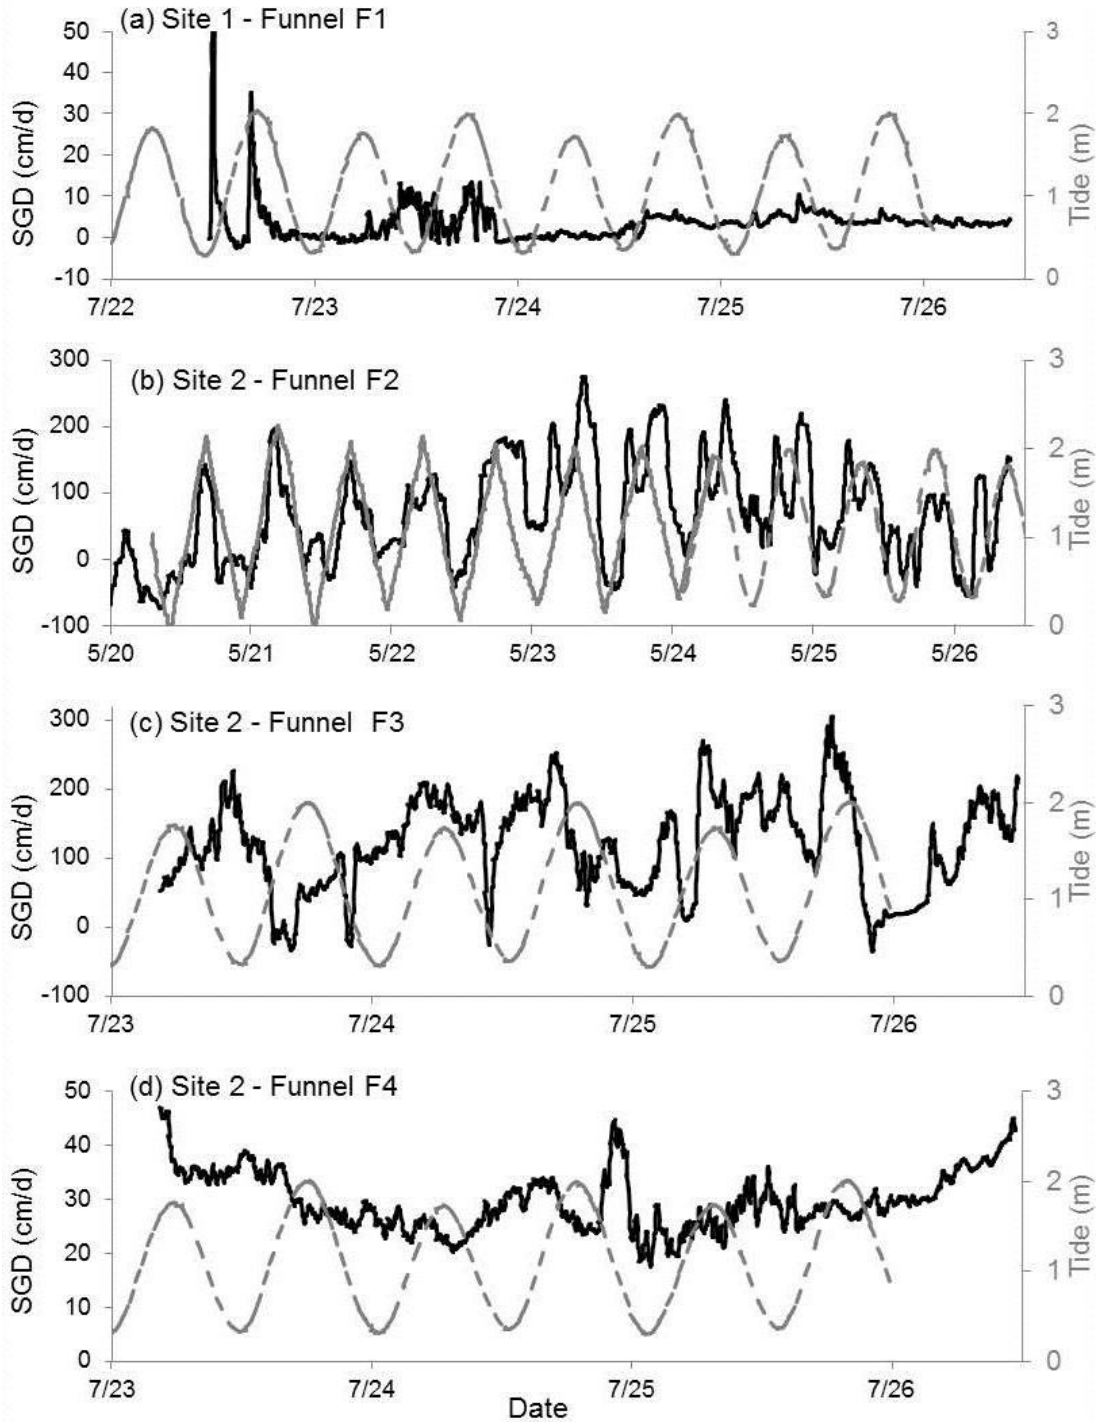 (a) Site 1 - Funnel F1
SGD (cm/d)
50
40
30
20
10
0
-10
3
2
1
0
Tide (m)
7/22 7/23 7/24 7/25 7/26
(b) Site 2 - Funnel F2
SGD (cm/d)
300
200
100
0
-100
3
2
1
0
Tide (m)
5/20 5/21 5/22 5/23 5/24 5/25 5/26
(c) Site 2 - Funnel F3
SGD (cm/d)
300
200
100
0
-100
3
2
1
0
Tide (m)
7/23 7/24 7/25 7/26
(d) Site 2 - Funnel F4
SGD (cm/d)
50
40
30
20
10
0
3
2
1
0
Tide (m)
7/23 7/24 7/25 7/26
Date